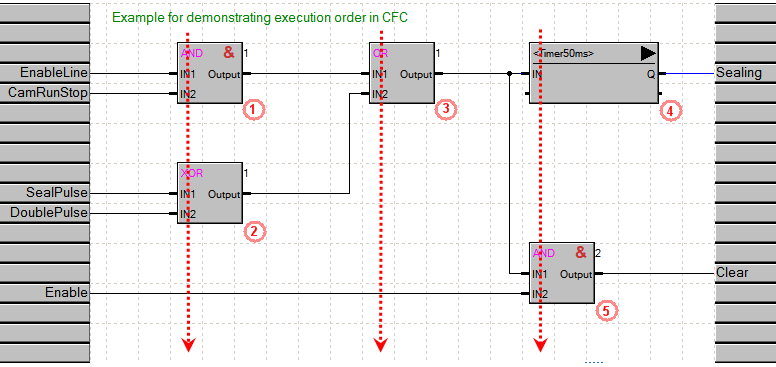 Example for demonstrating execution order in CFC
AND & 1
OR 1
<Timer50ms>
EnableLine IN1 Output IN1 Output IN Q Sealing
CamRunStop IN2 IN2
1 3 4
XOR 1
SealPulse IN1 Output
DoublePulse IN2
2
AND & 2
IN1 Output Clear
Enable IN2
5